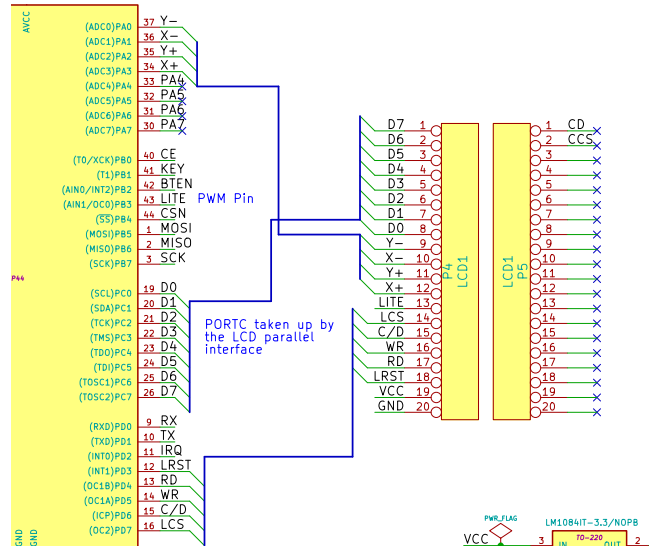 AVCC
(ADC0)PA0 37 Y-
(ADC1)PA1 36 X-
(ADC2)PA2 35 Y+
(ADC3)PA3 34 X+
(ADC4)PA4 33 PA4
(ADC5)PA5 32 PA5
(ADC6)PA6 31 PA6
(ADC7)PA7 30 PA7
(T0/XCK)PB0 40 CE
(T1)PB1 41 KEY
(AIN0/INT2)PB2 42 BTEN
(AIN1/OC0)PB3 43 LITE
PWM Pin
(SS)PB4 44 CSN
(MOSI)PB5 1 MOSI
(MISO)PB6 2 MISO
(SCK)PB7 3 SCK
P44
(SCL)PC0 19 D0
(SDA)PC1 20 D1
(TCK)PC2 21 D2
(TMS)PC3 22 D3
(TDO)PC4 23 D4
(TDI)PC5 24 D5
(TOSC1)PC6 25 D6
(TOSC2)PC7 26 D7
PORTC taken up by
the LCD parallel
interface
(RXD)PD0 9 RX
(TXD)PD1 10 TX
(INT0)PD2 11 IRQ
(INT1)PD3 12 LRST
(OC1B)PD4 13 RD
(OC1A)PD5 14 WR
(ICP)PD6 15 C/D
(OC2)PD7 16 LCS
GND
GND
D7 1
D6 2
D5 3
D4 4
D3 5
D2 6
D1 7
D0 8
Y- 9
X- 10
Y+ 11
X+ 12
LITE 13
LCS 14
C/D 15
WR 16
RD 17
LRST 18
VCC 19
GND 20
P4
LCD1
LCD1
P5
1 CD
2 CCS
3
4
5
6
7
8
9
10
11
12
13
14
15
16
17
18
19
20
PWR_FLAG
VCC
LM1084IT-3.3/NOPB
TO-220
3 IN OUT 2